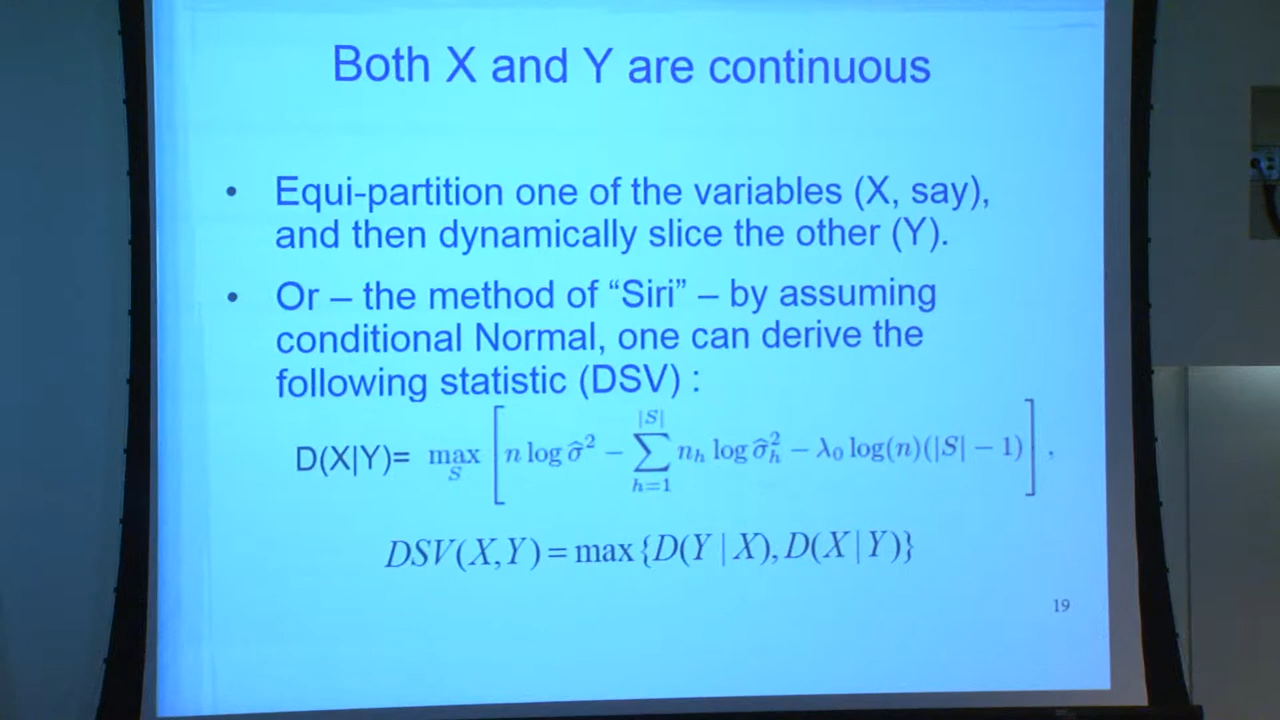 Both X and Y are continuous
• Equi-partition one of the variables (X, say),
and then dynamically slice the other (Y).
• Or – the method of “Siri” – by assuming
conditional Normal, one can derive the
following statistic (DSV) :
D(X|Y)= max_S [ n log σ̂² − ∑_{h=1}^{|S|} n_h log σ̂_h² − λ₀ log(n)(|S| − 1) ] ,
DSV(X,Y) = max{D(Y | X), D(X | Y)}
19